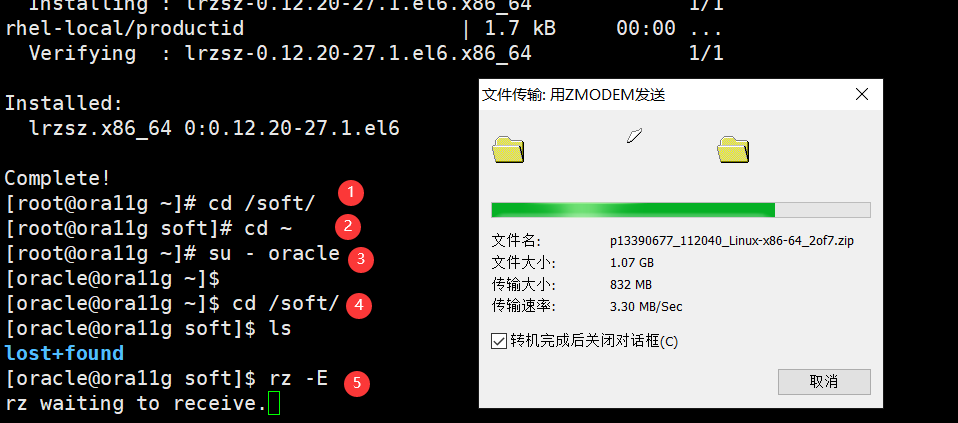 Installing : lrzsz-0.12.20-27.1.el6.x86_64 1/1
rhel-local/productid | 1.7 kB 00:00 ...
Verifying : lrzsz-0.12.20-27.1.el6.x86_64 1/1
Installed:
lrzsz.x86_64 0:0.12.20-27.1.el6
Complete!
[root@ora11g ~]# cd /soft/ 1
[root@ora11g soft]# cd ~ 2
[root@ora11g ~]# su - oracle 3
[oracle@ora11g ~]$
[oracle@ora11g ~]$ cd /soft/ 4
[oracle@ora11g soft]$ ls
lost+found
[oracle@ora11g soft]$ rz -E 5
rz waiting to receive.
文件传输: 用ZMODEM发送
文件名: p13390677_112040_Linux-x86-64_2of7.zip
文件大小: 1.07 GB
传输大小: 832 MB
传输速率: 3.30 MB/Sec
转机完成后关闭对话框(C)
取消